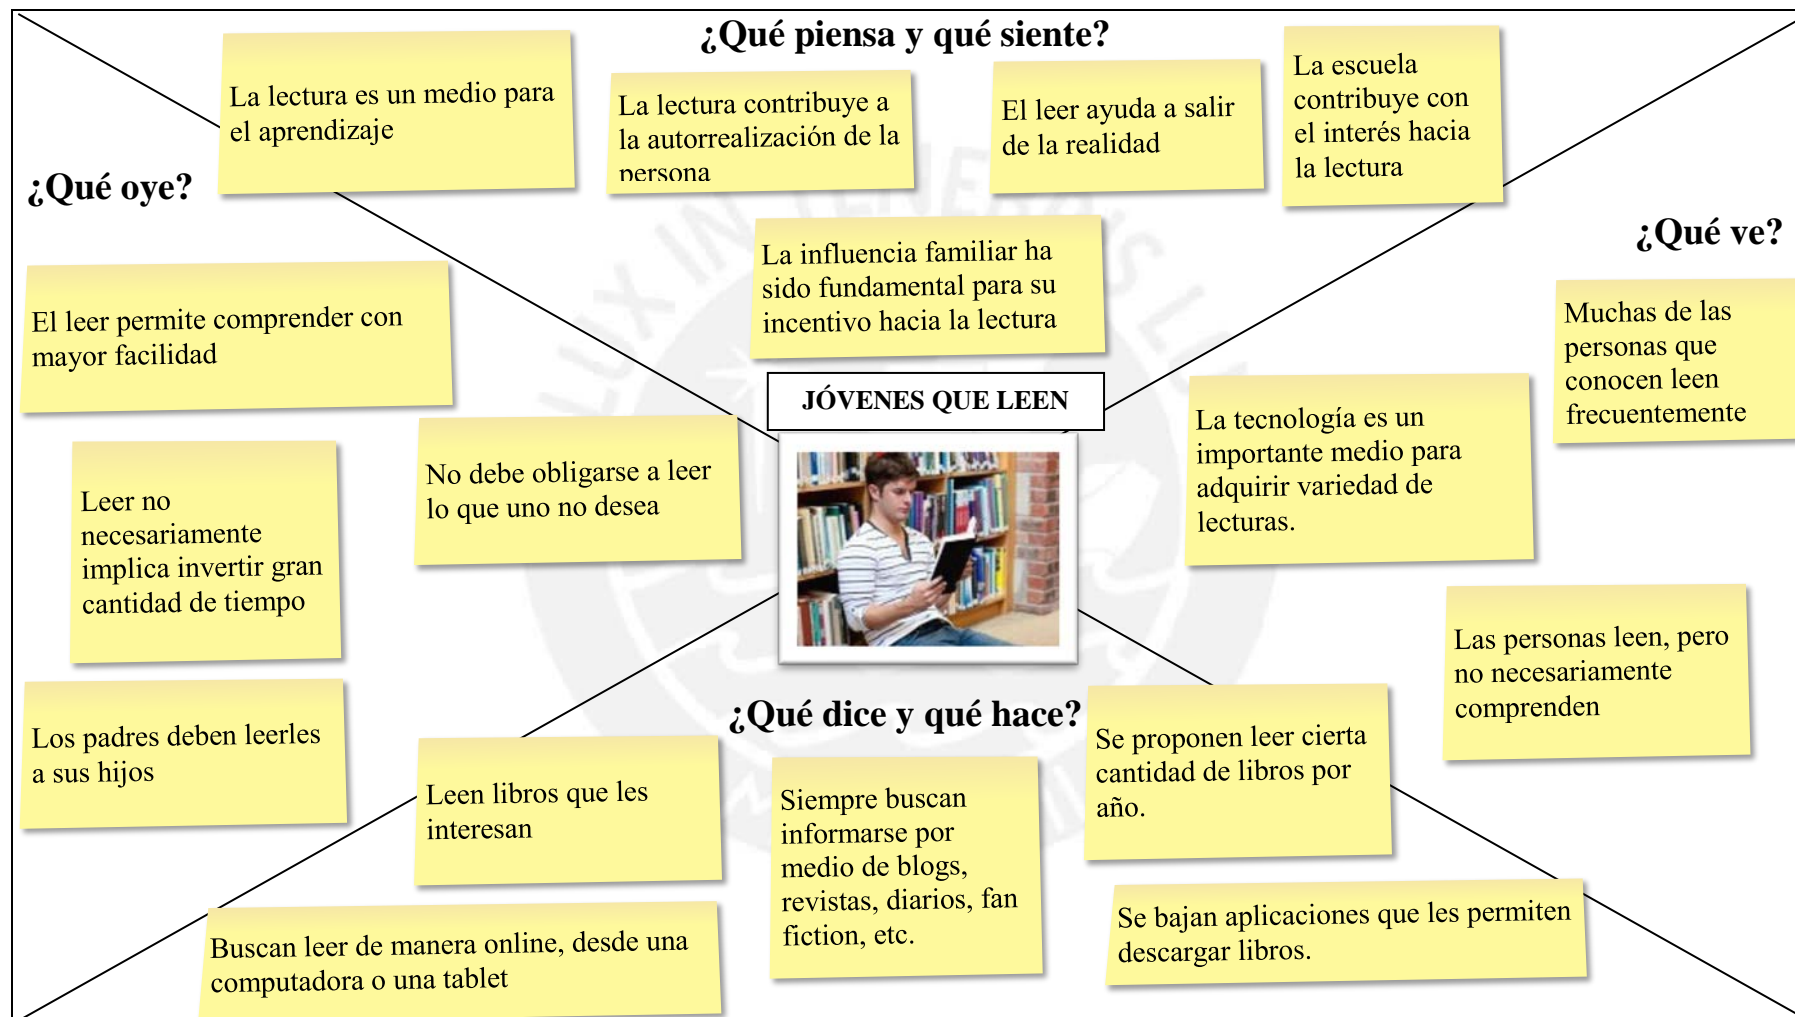 ¿Qué piensa y qué siente?
La lectura es un medio para
el aprendizaje
La lectura contribuye a
la autorrealización de la
persona
El leer ayuda a salir
de la realidad
La escuela
contribuye con
el interés hacia
la lectura
La influencia familiar ha
sido fundamental para su
incentivo hacia la lectura
¿Qué oye?
El leer permite comprender con
mayor facilidad
No debe obligarse a leer
lo que uno no desea
Leer no
necesariamente
implica invertir gran
cantidad de tiempo
Los padres deben leerles
a sus hijos
JÓVENES QUE LEEN
¿Qué ve?
Muchas de las
personas que
conocen leen
frecuentemente
La tecnología es un
importante medio para
adquirir variedad de
lecturas.
Las personas leen, pero
no necesariamente
comprenden
¿Qué dice y qué hace?
Leen libros que les
interesan
Siempre buscan
informarse por
medio de blogs,
revistas, diarios, fan
fiction, etc.
Se proponen leer cierta
cantidad de libros por
año.
Buscan leer de manera online, desde una
computadora o una tablet
Se bajan aplicaciones que les permiten
descargar libros.